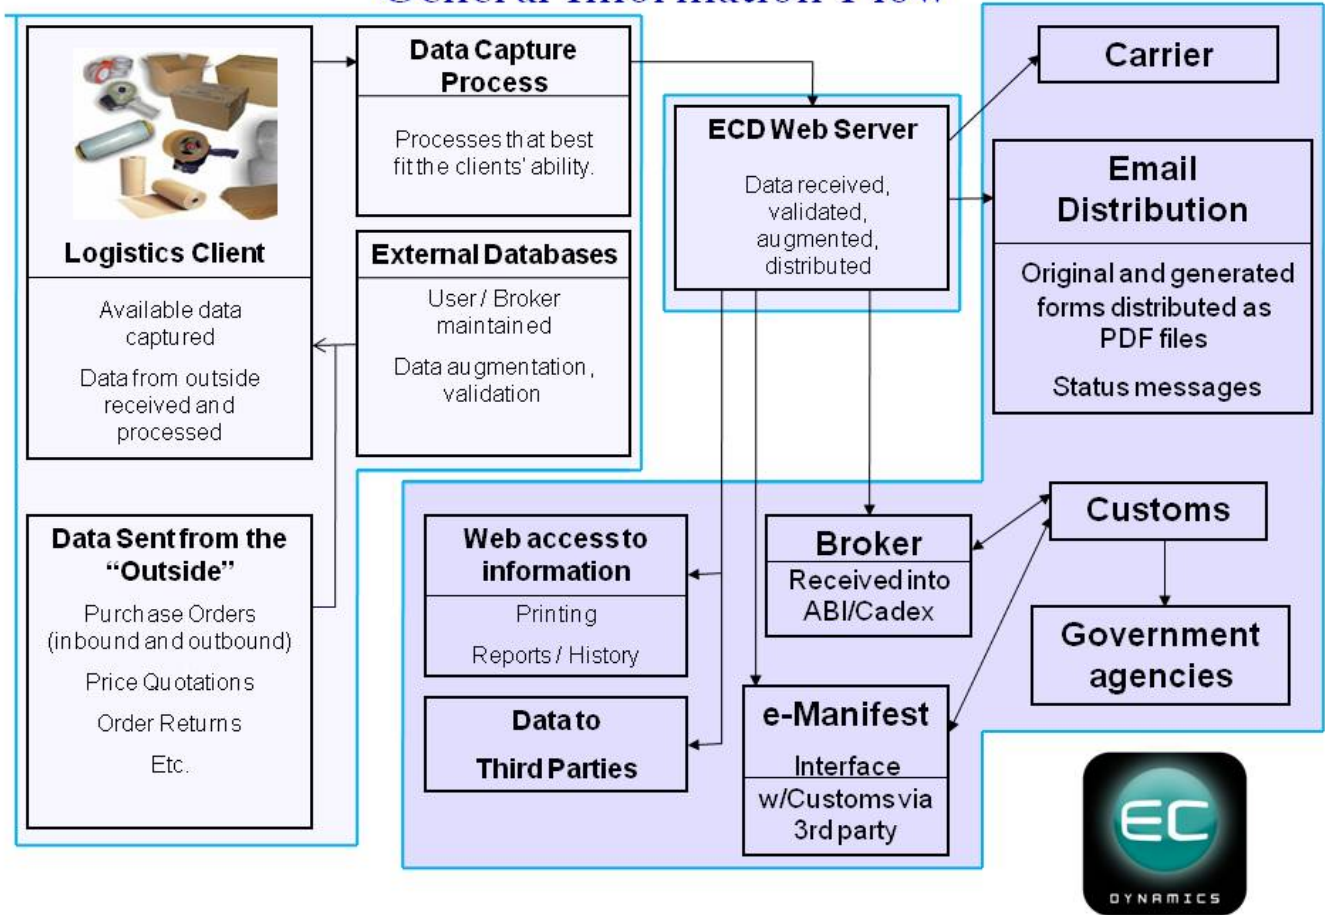 General Information Flow
Logistics Client
Available data
captured
Data from outside
received and
processed
Data Capture
Process
Processes that best
fit the clients' ability.
External Databases
User / Broker
maintained
Data augmentation,
validation
Data Sent from the
“Outside”
Purchase Orders
(inbound and outbound)
Price Quotations
Order Returns
Etc.
ECD Web Server
Data received,
validated,
augmented,
distributed
Carrier
Email
Distribution
Original and generated
forms distributed as
PDF files
Status messages
Web access to
information
Printing
Reports / History
Data to
Third Parties
Broker
Received into
ABI/Cadex
e-Manifest
Interface
w/Customs via
3rd party
Customs
Government
agencies
EC
DYNAMICS